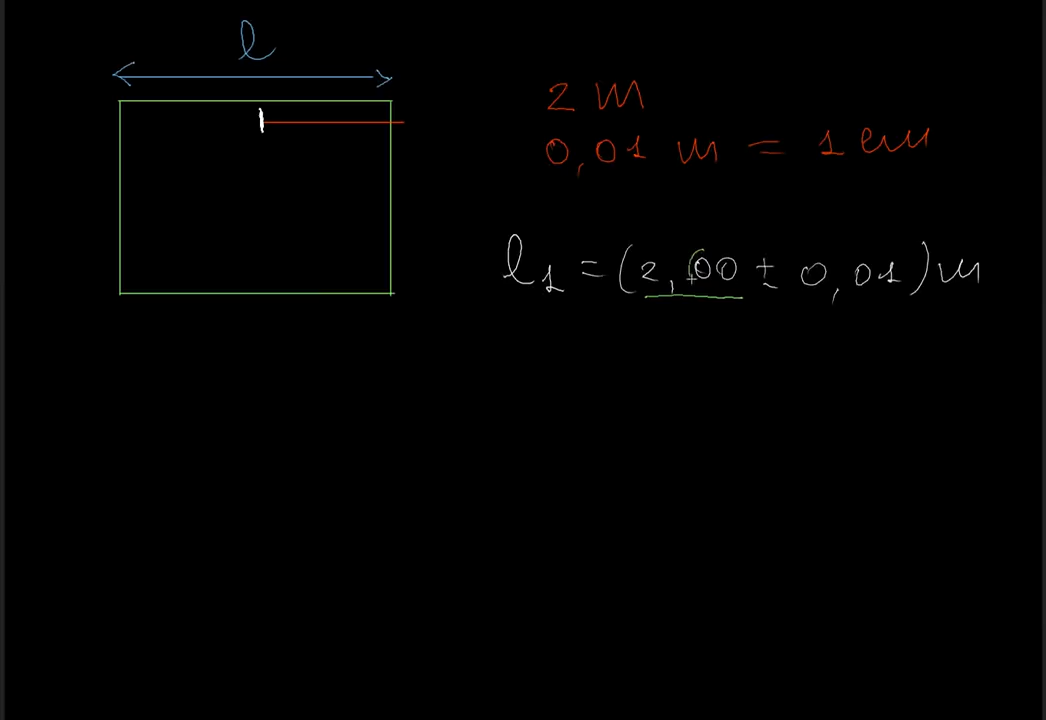 l
2 m
0,01 m = 1 cm
l₁ = (2,00 ± 0,01) m